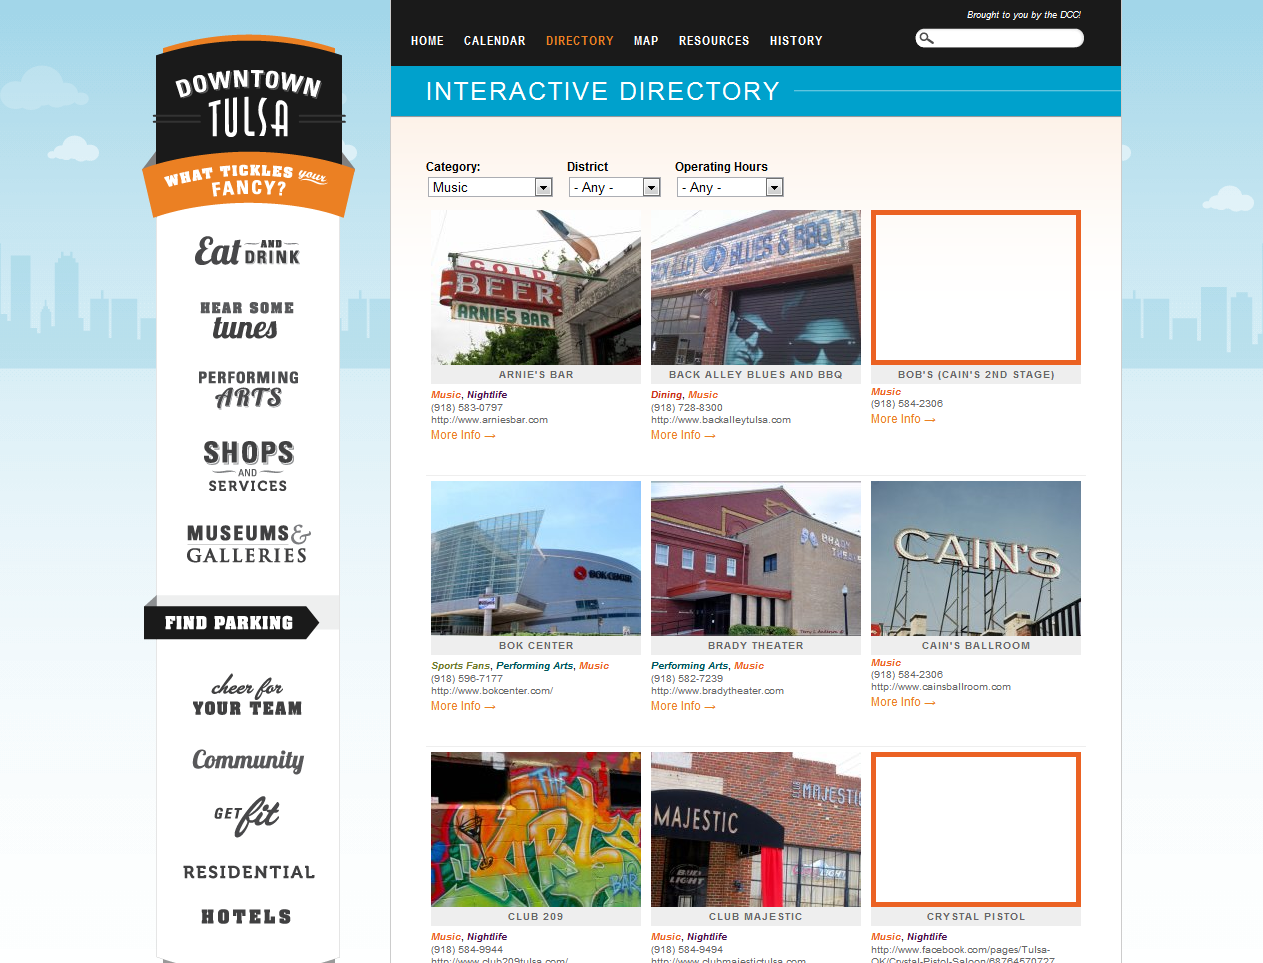 Brought to you by the DCC!
HOME CALENDAR DIRECTORY MAP RESOURCES HISTORY
DOWNTOWN
TULSA
WHAT TICKLES your
FANCY?
Eat AND DRINK
HEAR SOME
tunes
PERFORMING
ARTS
SHOPS
AND
SERVICES
MUSEUMS &
GALLERIES
FIND PARKING
cheer for
YOUR TEAM
Community
GET fit
RESIDENTIAL
HOTELS
INTERACTIVE DIRECTORY
Category: District Operating Hours
Music - Any - - Any -
COLD
BEER
ARNIE'S BAR
ARNIE'S BAR
Music, Nightlife
(918) 583-0797
http://www.arniesbar.com
More Info →
ALLEY BLUES & BBQ
BACK ALLEY BLUES AND BBQ
Dining, Music
(918) 728-8300
http://www.backalleytulsa.com
More Info →
BOB'S (CAIN'S 2ND STAGE)
Music
(918) 584-2306
More Info →
BOK CENTER
BOK CENTER
Sports Fans, Performing Arts, Music
(918) 596-7177
http://www.bokcenter.com/
More Info →
BRADY
THEATER
BRADY THEATER
Performing Arts, Music
(918) 582-7239
http://www.bradytheater.com
More Info →
CAIN'S
CAIN'S BALLROOM
Music
(918) 584-2306
http://www.cainsballroom.com
More Info →
THE
BAR
CLUB 209
Music, Nightlife
(918) 584-9944
http://www.club209tulsa.com/
CLUB MAJESTIC
MAJESTIC
BUD
LIGHT
CLUB MAJESTIC
Music, Nightlife
(918) 584-9494
http://www.clubmajestictulsa.com
CRYSTAL PISTOL
Music, Nightlife
http://www.facebook.com/pages/Tulsa-
OK/Crystal-Pistol-Saloon/68764570727